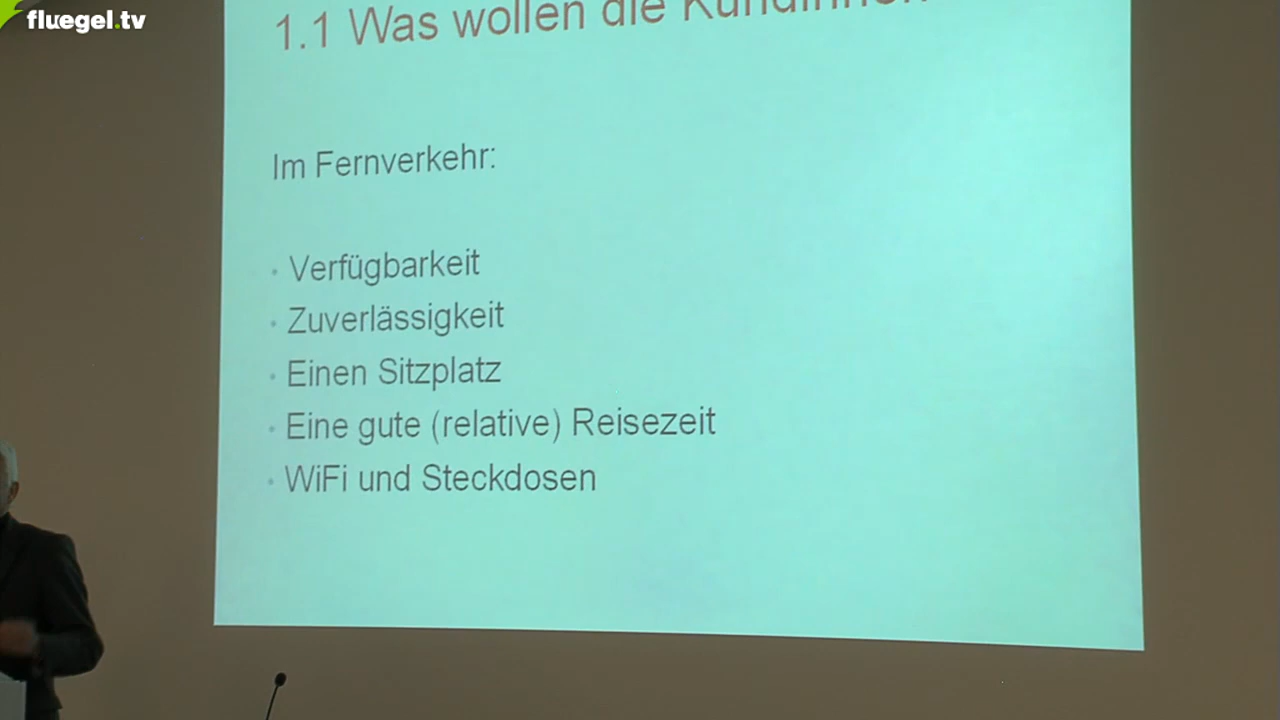 fluegel.tv
1.1 Was wollen die KundInnen
Im Fernverkehr:
• Verfügbarkeit
• Zuverlässigkeit
• Einen Sitzplatz
• Eine gute (relative) Reisezeit
• WiFi und Steckdosen